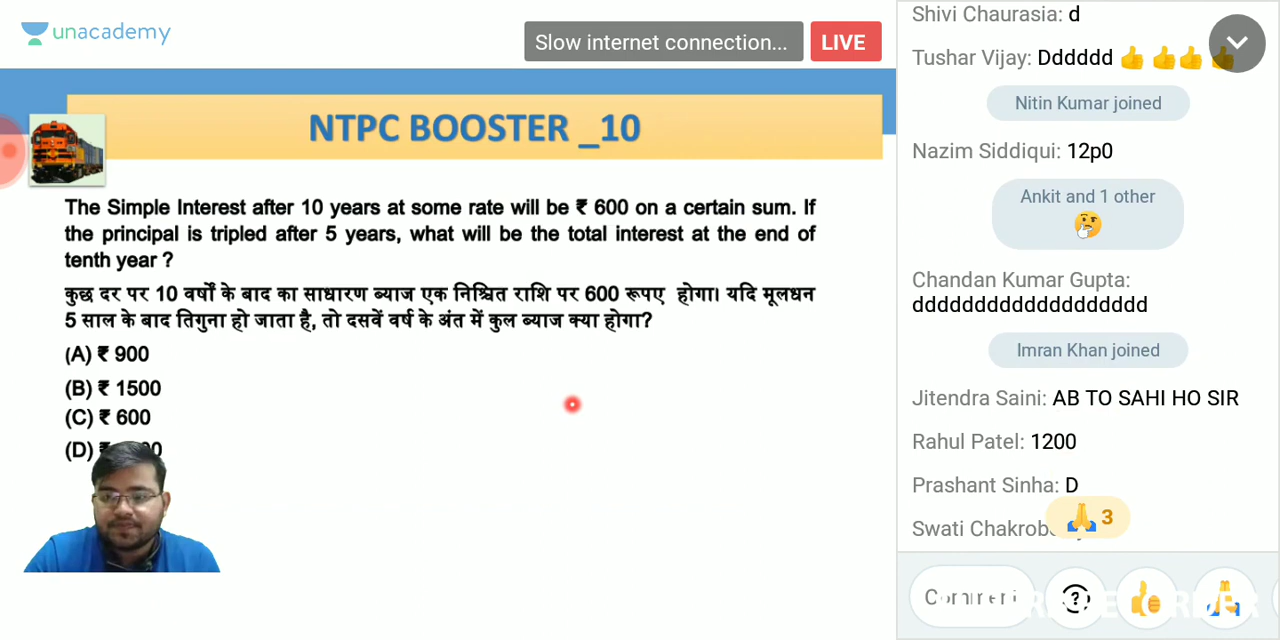 unacademy
Slow internet connection...
LIVE
NTPC BOOSTER _10
The Simple Interest after 10 years at some rate will be ₹ 600 on a certain sum. If
the principal is tripled after 5 years, what will be the total interest at the end of
tenth year ?
कुछ दर पर 10 वर्षों के बाद का साधारण ब्याज एक निश्चित राशि पर 600 रूपए होगा। यदि मूलधन
5 साल के बाद तिगुना हो जाता है, तो दसवें वर्ष के अंत में कुल ब्याज क्या होगा?
(A) ₹ 900
(B) ₹ 1500
(C) ₹ 600
(D) ₹
Shivi Chaurasia: d
Tushar Vijay: Dddddd 👍 👍👍 👍
Nitin Kumar joined
Nazim Siddiqui: 12p0
Ankit and 1 other
🤔
Chandan Kumar Gupta:
ddddddddddddddddddd
Imran Khan joined
Jitendra Saini: AB TO SAHI HO SIR
Rahul Patel: 1200
Prashant Sinha: D
🙏 3
Swati